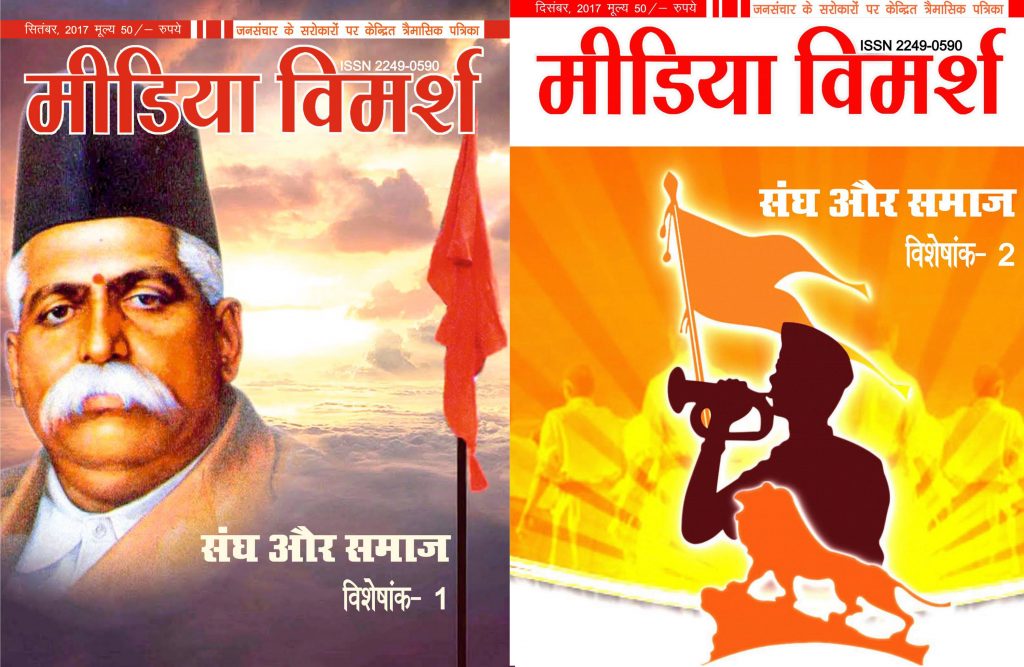 सितंबर, 2017 मूल्य 50/– रुपये
जनसंचार के सरोकारों पर केन्द्रित त्रैमासिक पत्रिका
ISSN 2249-0590
मीडिया विमर्श
संघ और समाज
विशेषांक- 1
दिसंबर, 2017 मूल्य 50/– रुपये
जनसंचार के सरोकारों पर केन्द्रित त्रैमासिक पत्रिका
ISSN 2249-0590
मीडिया विमर्श
संघ और समाज
विशेषांक- 2